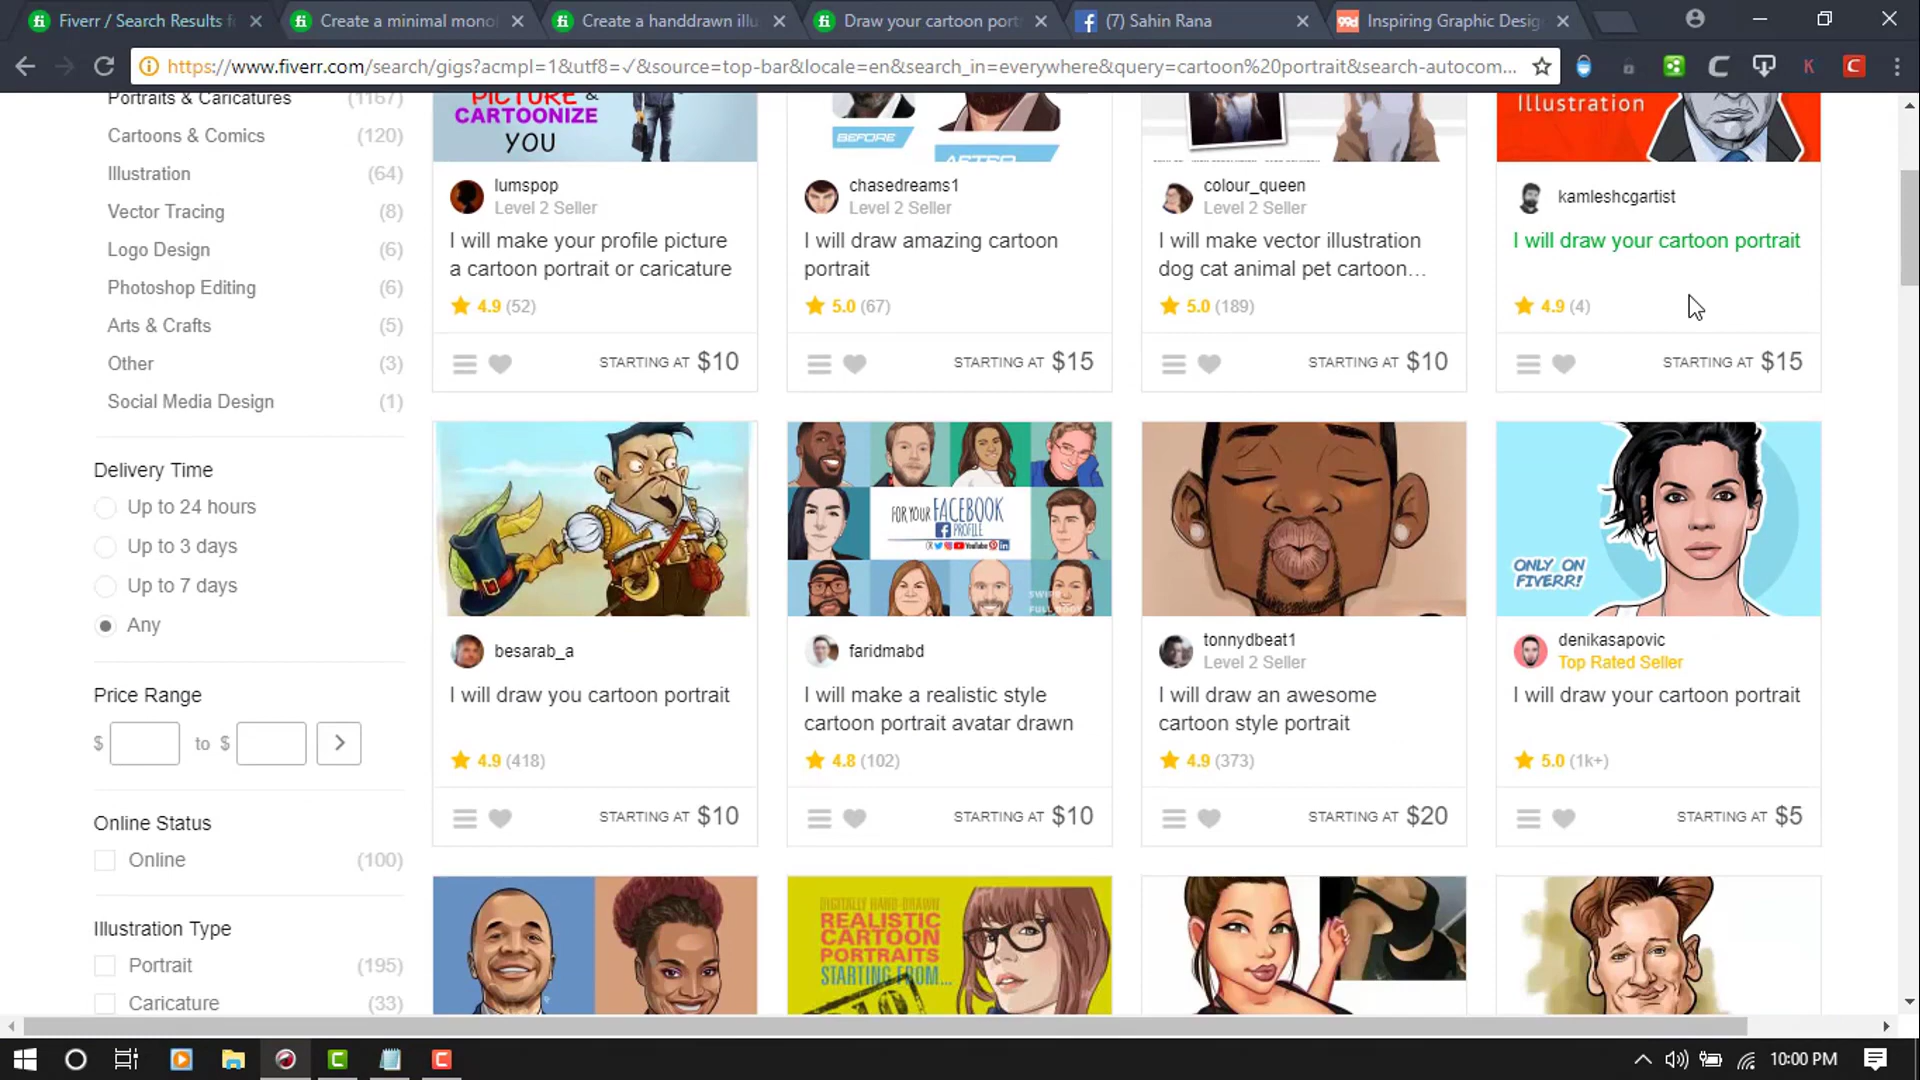 Fiverr / Search Results f
Create a minimal mono
Create a handdrawn illu
Draw your cartoon port
(7) Sahin Rana
Inspiring Graphic Desig
https://www.fiverr.com/search/gigs?acmpl=1&utf8=✓&source=top-bar&locale=en&search_in=everywhere&query=cartoon%20portrait&search-autocom...
Portraits & Caricatures (1167)
Cartoons & Comics (120)
Illustration (64)
Vector Tracing (8)
Logo Design (6)
Photoshop Editing (6)
Arts & Crafts (5)
Other (3)
Social Media Design (1)
Delivery Time
Up to 24 hours
Up to 3 days
Up to 7 days
Any
Price Range
$ to $
Online Status
Online (100)
Illustration Type
Portrait (195)
Caricature (33)
PICTURE &
CARTOONIZE
YOU
lumspop
Level 2 Seller
I will make your profile picture
a cartoon portrait or caricature
4.9 (52)
STARTING AT $10
BEFORE
AFTER
chasedreams1
Level 2 Seller
I will draw amazing cartoon
portrait
5.0 (67)
STARTING AT $15
colour_queen
Level 2 Seller
I will make vector illustration
dog cat animal pet cartoon...
5.0 (189)
STARTING AT $10
Illustration
kamleshcgartist
I will draw your cartoon portrait
4.9 (4)
STARTING AT $15
besarab_a
I will draw you cartoon portrait
4.9 (418)
STARTING AT $10
FOR YOUR FACEBOOK
PROFILE
YouTube
SWIPE
FULL BODY >
faridmabd
I will make a realistic style
cartoon portrait avatar drawn
4.8 (102)
STARTING AT $10
tonnydbeat1
Level 2 Seller
I will draw an awesome
cartoon style portrait
4.9 (373)
STARTING AT $20
ONLY ON
FIVERR!
denikasapovic
Top Rated Seller
I will draw your cartoon portrait
5.0 (1k+)
STARTING AT $5
DIGITALLY HAND-DRAWN
REALISTIC
CARTOON
PORTRAITS
STARTING FROM...
10:00 PM